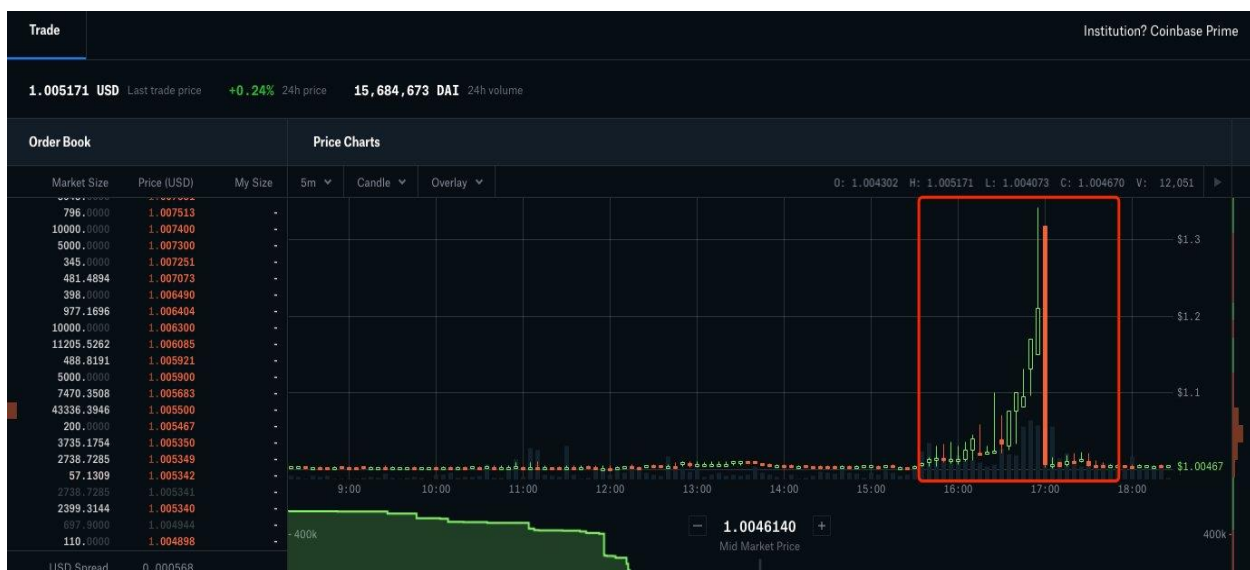 Trade
Institution? Coinbase Prime
1.005171 USD Last trade price +0.24% 24h price 15,684,673 DAI 24h volume
Order Book
Price Charts
Market Size Price (USD) My Size
5m Candle Overlay
O: 1.004302 H: 1.005171 L: 1.004073 C: 1.004670 V: 12,051
796.0000 1.007513 -
10000.0000 1.007400 -
5000.0000 1.007300 -
345.0000 1.007251 -
481.4894 1.007073 -
398.0000 1.006490 -
977.1696 1.006404 -
10000.0000 1.006300 -
11205.5262 1.006085 -
488.8191 1.005921 -
5000.0000 1.005900 -
7470.3508 1.005683 -
43336.3946 1.005500 -
200.0000 1.005467 -
3735.1754 1.005350 -
2738.7285 1.005349 -
57.1309 1.005342 -
2738.7285 1.005341 -
2399.3144 1.005340 -
697.9000 1.004944 -
110.0000 1.004898 -
USD Spread 0.000568
$1.3
$1.2
$1.1
$1.00467
9:00 10:00 11:00 12:00 13:00 14:00 15:00 16:00 17:00 18:00
- 1.0046140 +
Mid Market Price
400k
400k